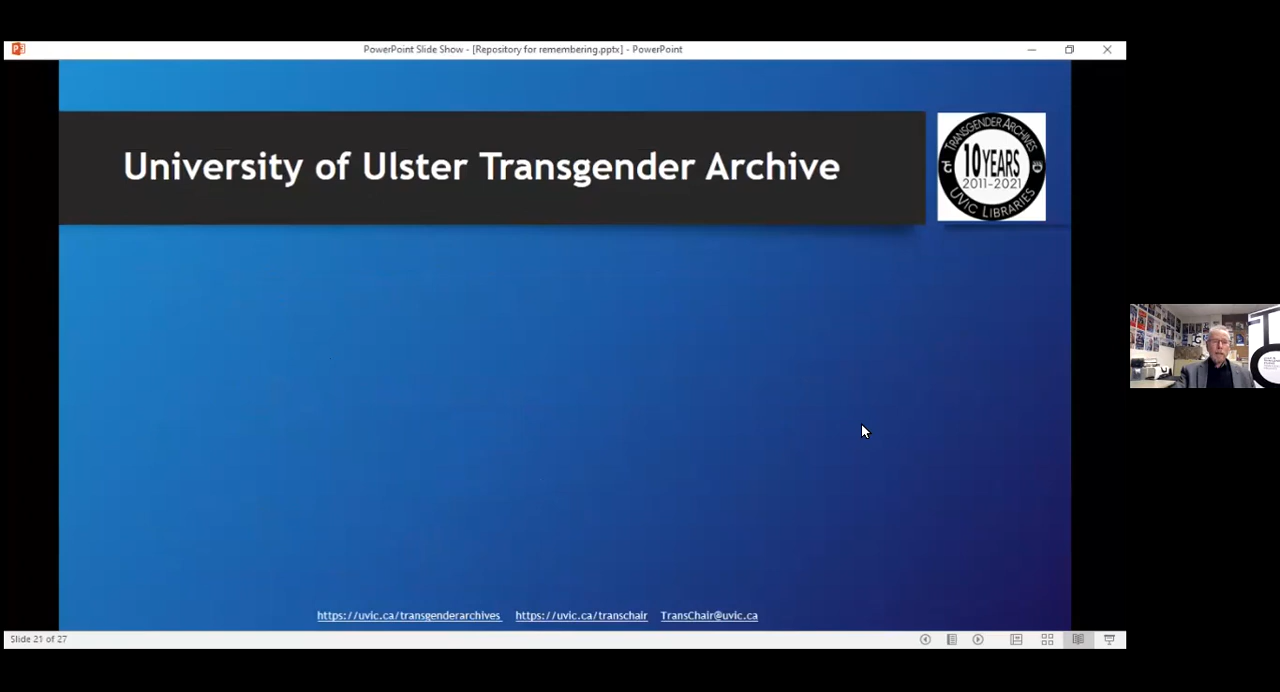 PowerPoint Slide Show - [Repository for remembering.pptx] - PowerPoint
University of Ulster Transgender Archive
TRANSGENDER ARCHIVES
10 YEARS
2011-2021
UVIC LIBRARIES
https://uvic.ca/transgenderarchives https://uvic.ca/transchair TransChair@uvic.ca
Slide 21 of 27